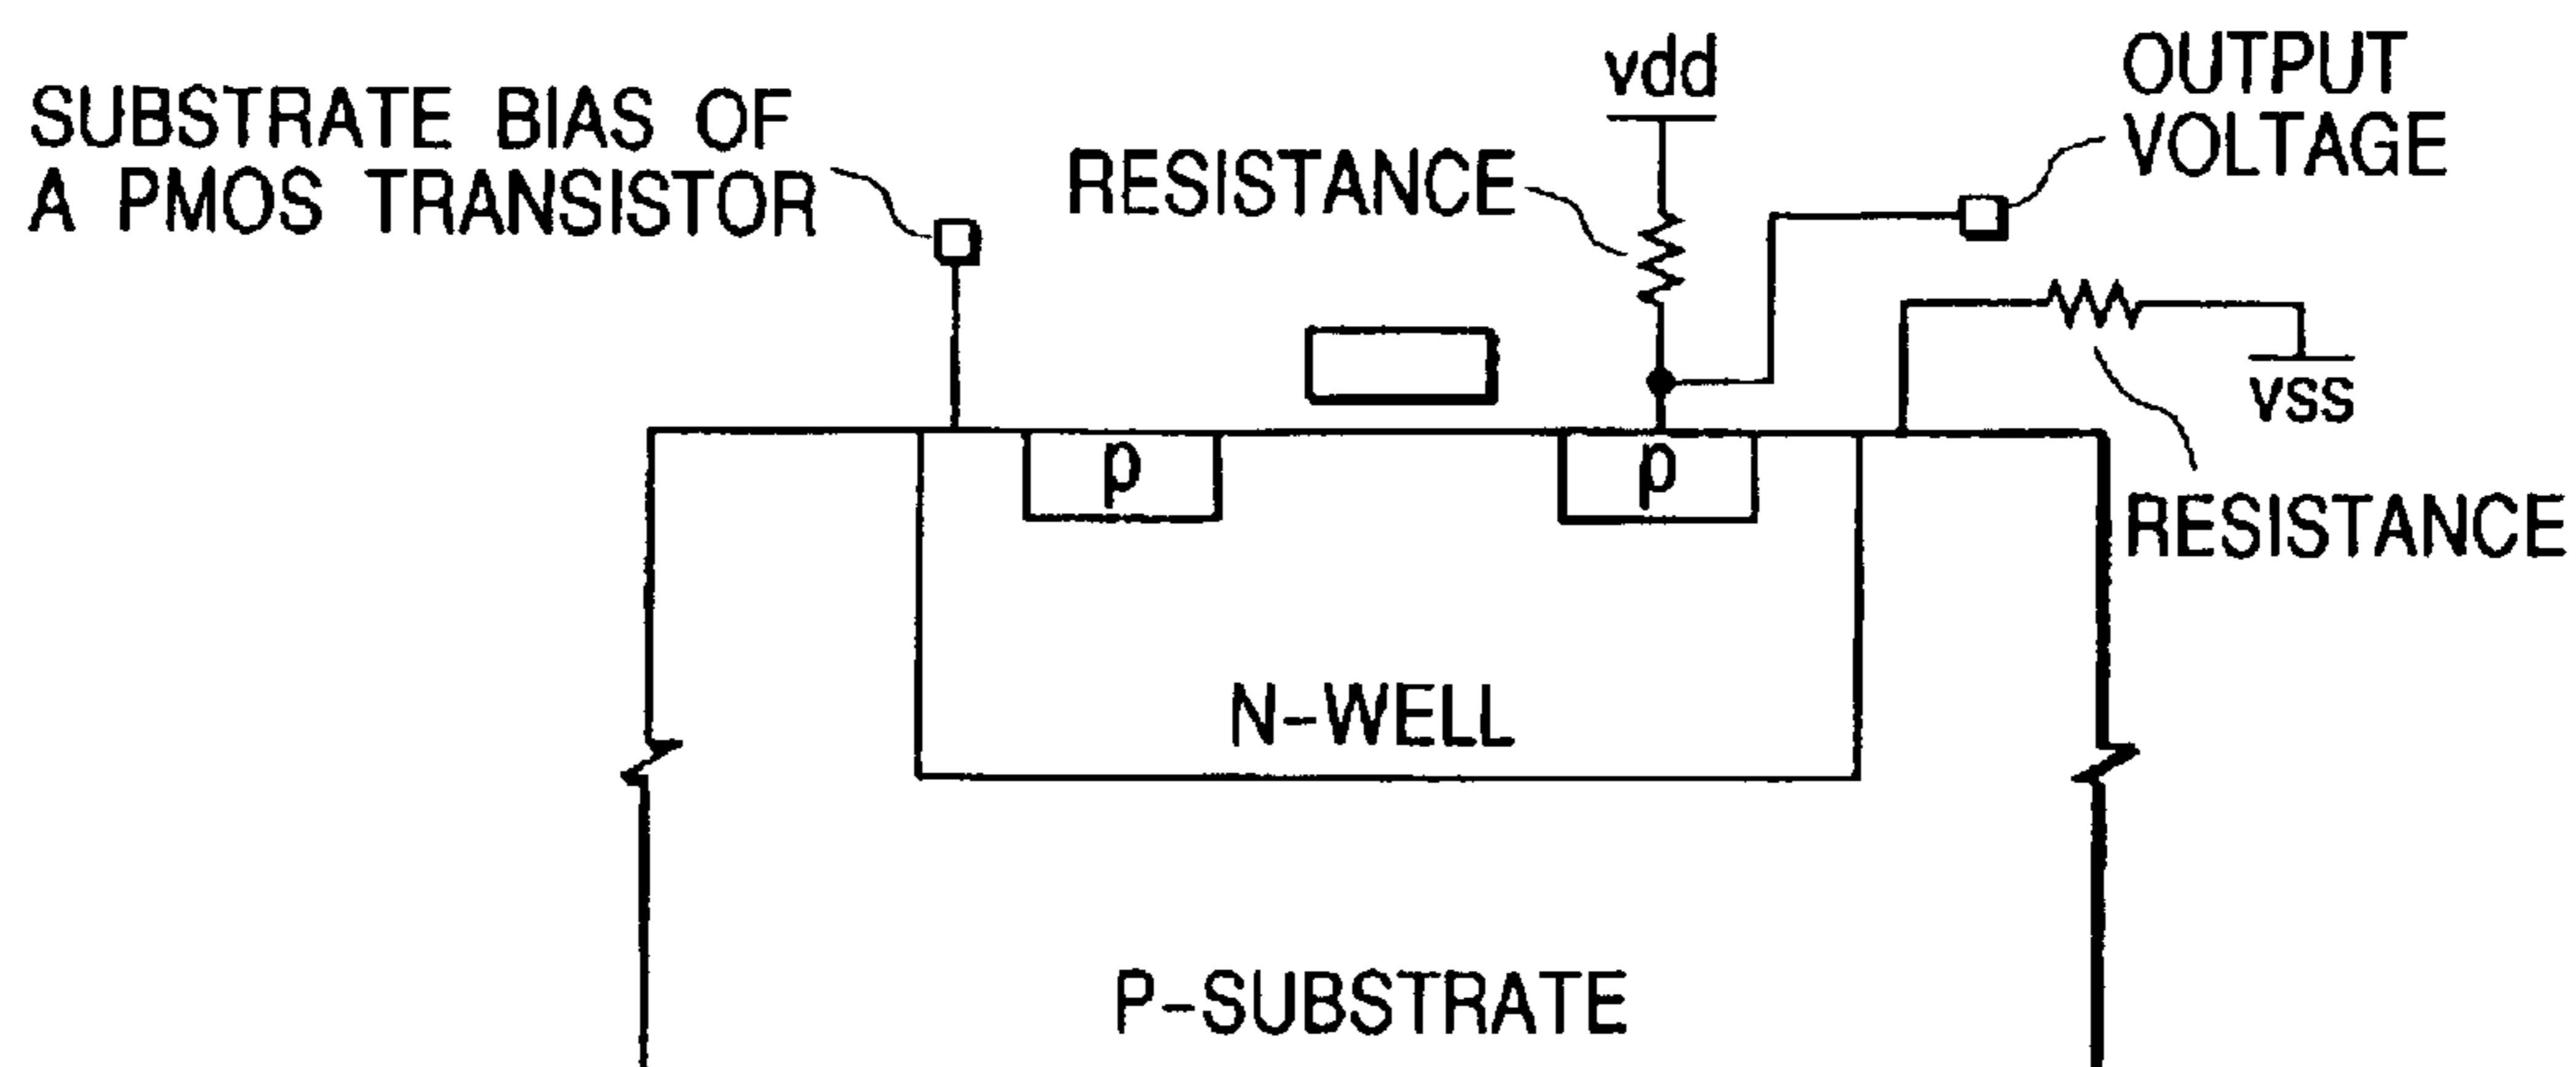 SUBSTRATE BIAS OF
A PMOS TRANSISTOR
RESISTANCE
vdd
OUTPUT
VOLTAGE
vss
RESISTANCE
p
p
N-WELL
P-SUBSTRATE